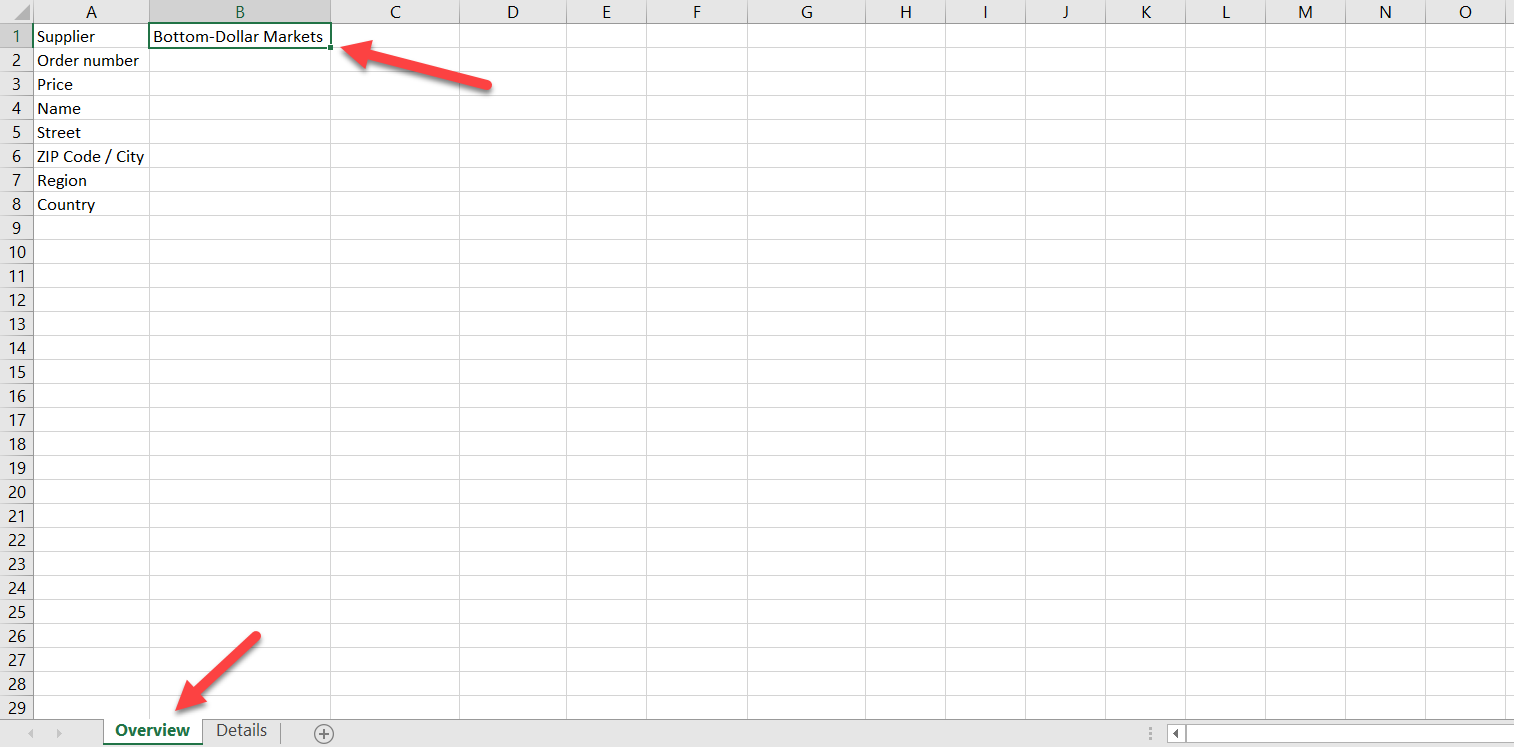 A B C D E F G H I J K L M N O
1 Supplier Bottom-Dollar Markets
2 Order number
3 Price
4 Name
5 Street
6 ZIP Code / City
7 Region
8 Country
9
10
11
12
13
14
15
16
17
18
19
20
21
22
23
24
25
26
27
28
29
Overview Details